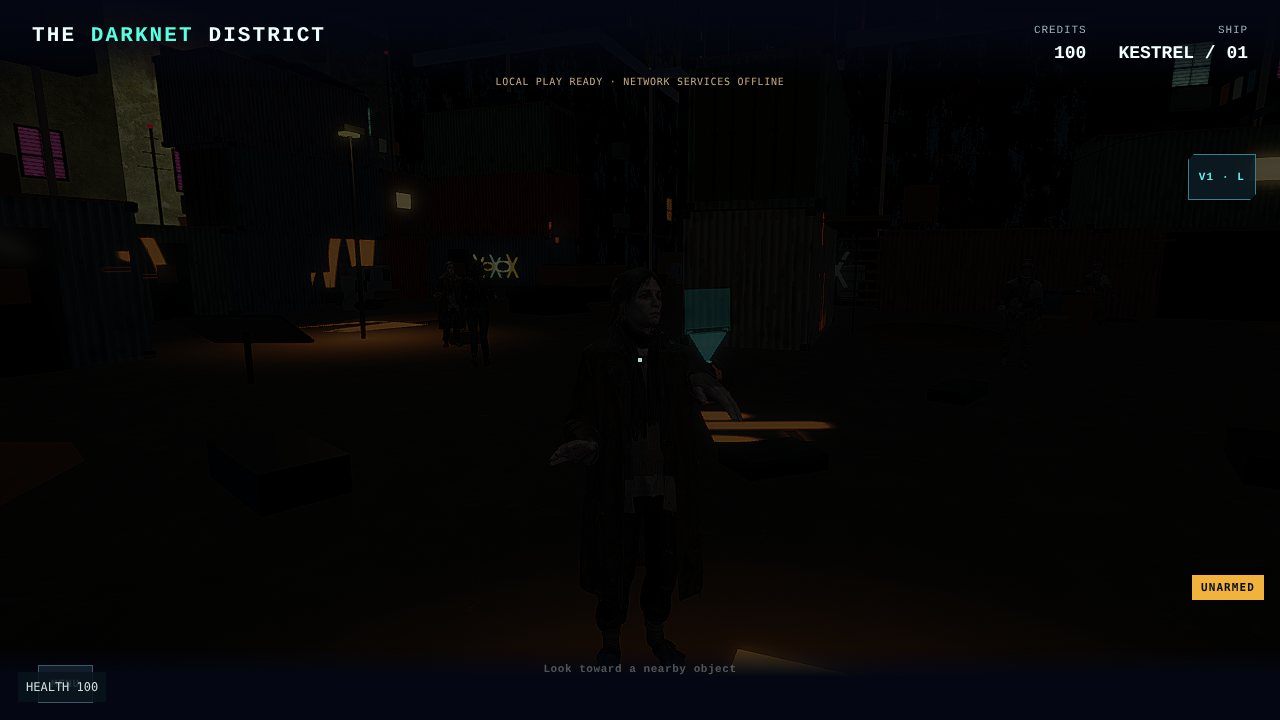 THE DARKNET DISTRICT
CREDITS
100
SHIP
KESTREL / 01
LOCAL PLAY READY · NETWORK SERVICES OFFLINE
V1 · L
UNARMED
Look toward a nearby object
HEALTH 100